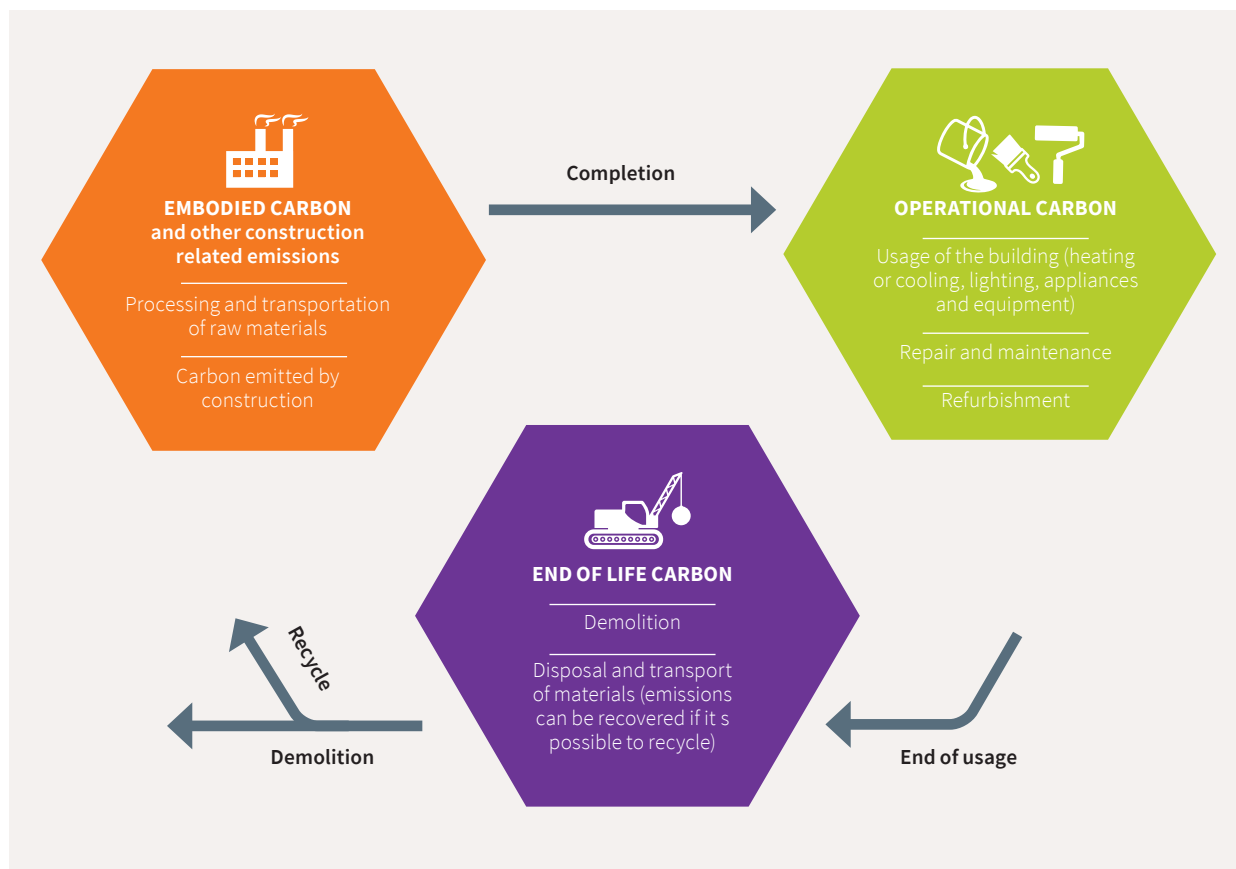 EMBODIED CARBON
and other construction
related emissions
Processing and transportation
of raw materials
Carbon emitted by
construction
Completion
OPERATIONAL CARBON
Usage of the building (heating
or cooling, lighting, appliances
and equipment)
Repair and maintenance
Refurbishment
END OF LIFE CARBON
Demolition
Disposal and transport
of materials (emissions
can be recovered if it s
possible to recycle)
End of usage
Recycle
Demolition